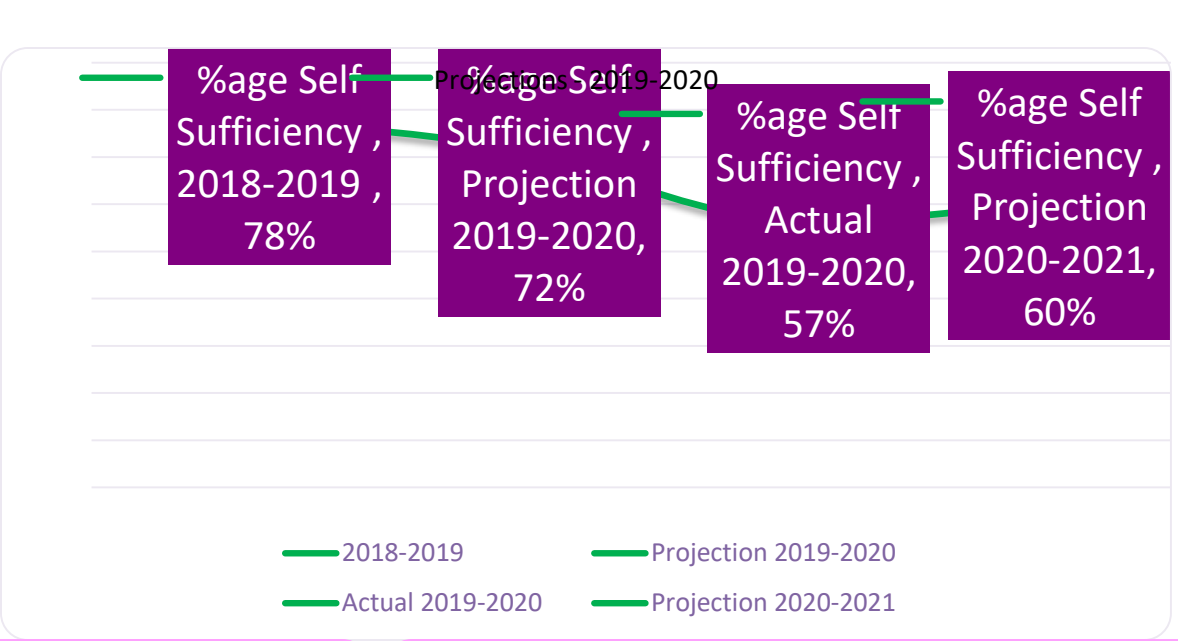 %age Self
Sufficiency ,
2018-2019 ,
78%
Projections - 2019-2020
%age Self
Sufficiency ,
Projection
2019-2020,
72%
%age Self
Sufficiency ,
Actual
2019-2020,
57%
%age Self
Sufficiency ,
Projection
2020-2021,
60%
2018-2019
Projection 2019-2020
Actual 2019-2020
Projection 2020-2021